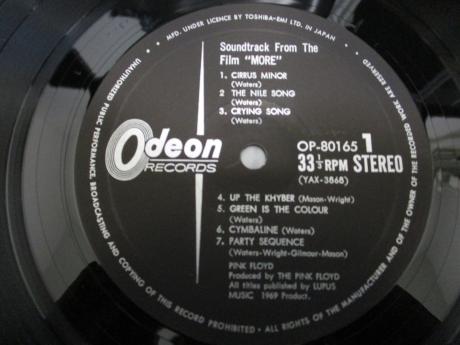 MFD. UNDER LICENCE BY TOSHIBA-EMI LTD. IN JAPAN
Soundtrack From The
Film "MORE"
1. CIRRUS MINOR
(Waters)
2 THE NILE SONG
(Waters)
3. CRYING SONG
(Waters)
Odeon
RECORDS
OP-80165 1
33 1/3 RPM STEREO
(YAX-3868)
4. UP THE KHYBER (Mason-Wright)
5. GREEN IS THE COLOUR
(Waters)
6. CYMBALINE (Waters)
7. PARTY SEQUENCE
(Waters-Wright-Gilmour-Mason)
PINK FLOYD
Produced by THE PINK FLOYD
All titles published by LUPUS
MUSIC 1969 Product.
UNAUTHORIZED PUBLIC PERFORMANCE, BROADCASTING AND COPYING OF THIS RECORD PROHIBITED · ALL RIGHTS OF THE MANUFACTURER AND OF THE OWNER OF THE RECORDED WORK ARE RESERVED